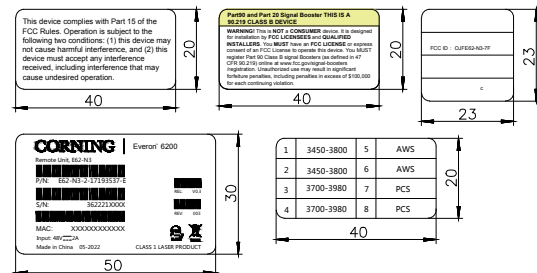 This device complies with Part 15 of the
FCC Rules. Operation is subject to the
following two conditions: (1) this device may
not cause harmful interference, and (2) this
device must accept any interference
received, including interference that may
cause undesired operation.
20
40
Part90 and Part 20 Signal Booster THIS IS A
90.219 CLASS B DEVICE
WARNING! This is NOT a CONSUMER device. It is designed
for installation by FCC LICENSEES and QUALIFIED
INSTALLERS. You MUST have an FCC LICENSE or express
consent of an FCC License to operate this device. You MUST
register Part 90 Class B signal boosters (as defined in 47
CFR 90.219) online at www.fcc.gov/signal-boosters
/registration. Unauthorized use may result in significant
forfeiture penalties, including penalties in excess of $100,000
for each continuing violation.
20
40
FCC ID : OJFE62-N3-7F
c
23
23
CORNING Everon® 6200
Remote Unit, E62-N3
P/N: E62-N3-2-17193537-E
REL V0.3
S/N: 362221XXXX
REV 003
MAC: XXXXXXXXXXXX
Input: 48V 2A
Made in China 05-2022 CLASS 1 LASER PRODUCT
30
50
1 3450-3800 5 AWS
2 3450-3800 6 AWS
3 3700-3980 7 PCS
4 3700-3980 8 PCS
20
40